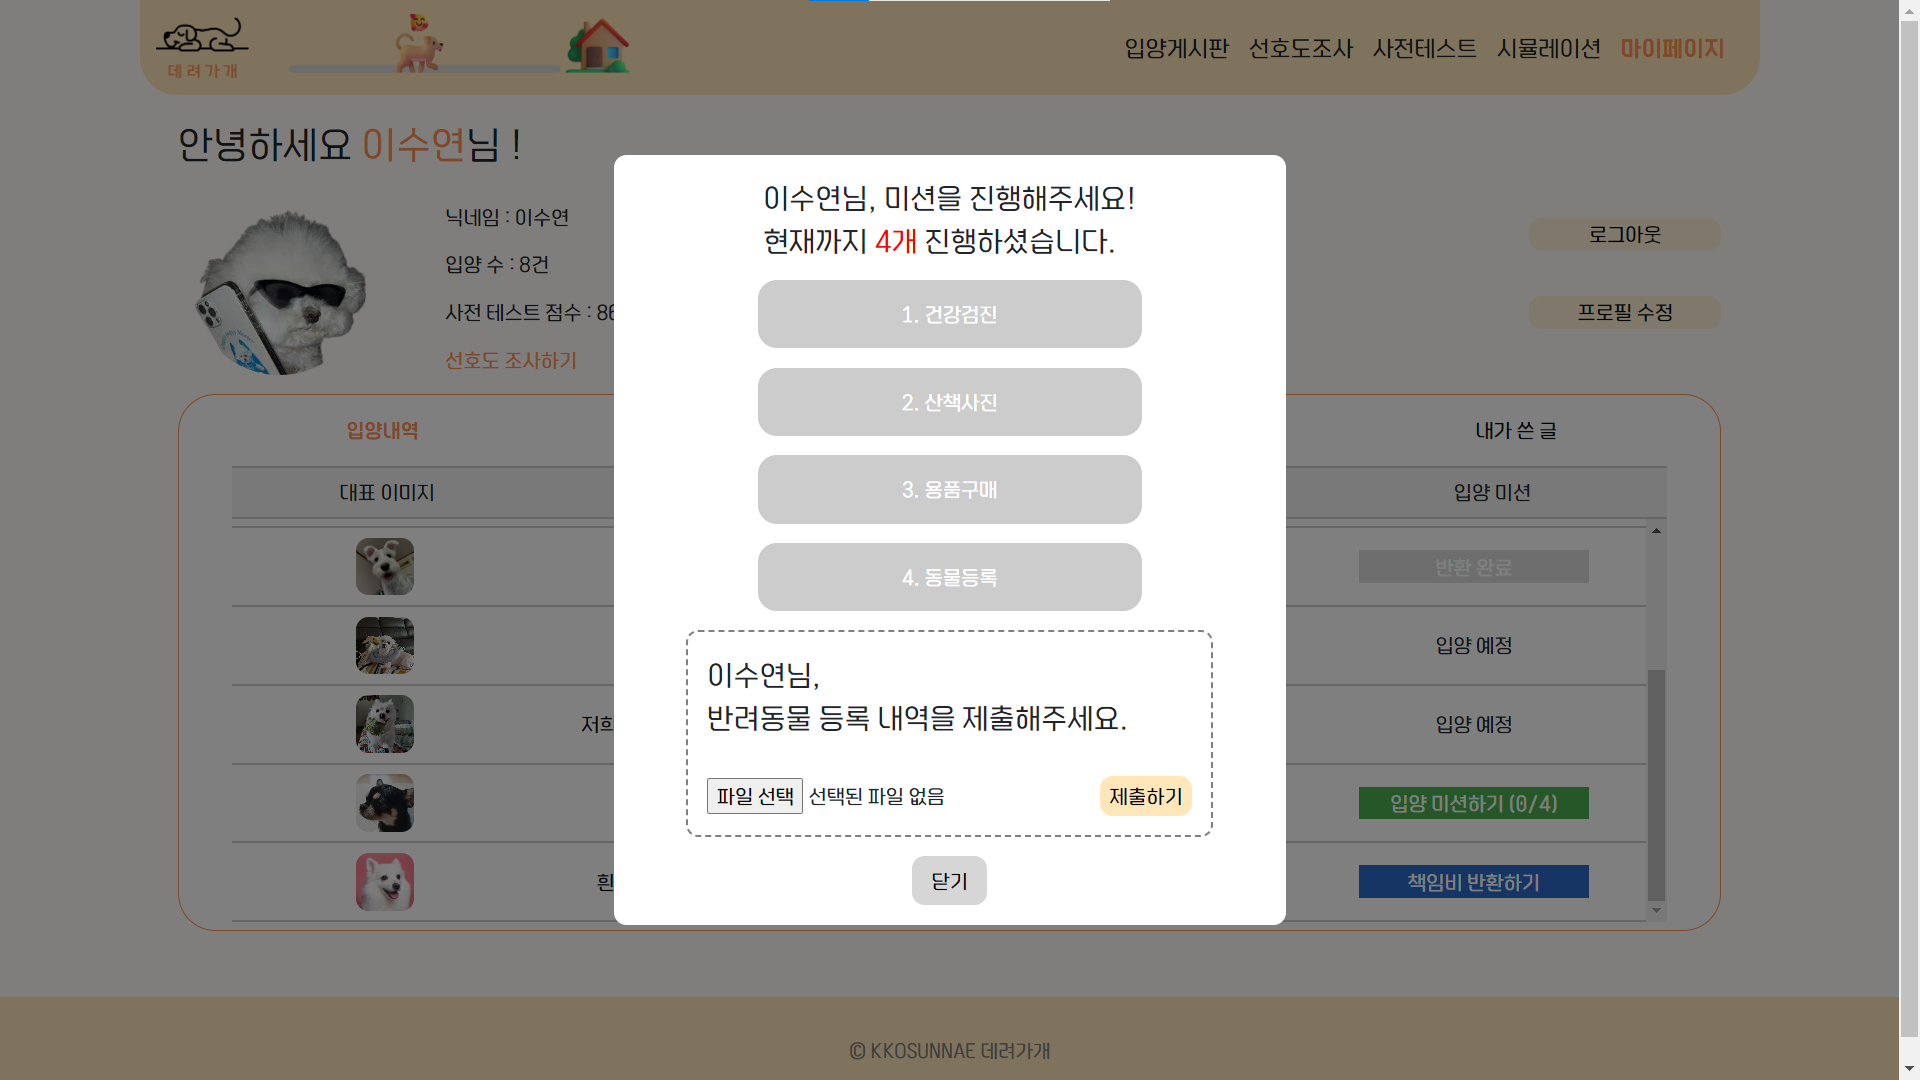 데려가개
입양게시판 선호도조사 사전테스트 시뮬레이션 마이페이지
안녕하세요 이수연님 !
닉네임 : 이수연
입양 수 : 8건
사전 테스트 점수 : 86
선호도 조사하기
로그아웃
프로필 수정
이수연님, 미션을 진행해주세요!
현재까지 4개 진행하셨습니다.
1. 건강검진
2. 산책사진
3. 용품구매
4. 동물등록
이수연님,
반려동물 등록 내역을 제출해주세요.
파일 선택 선택된 파일 없음
제출하기
닫기
입양내역
내가 쓴 글
대표 이미지
입양 미션
반환 완료
입양 예정
저희
입양 예정
입양 미션하기 (0/4)
흰
책임비 반환하기
© KKOSUNNAE 데려가개